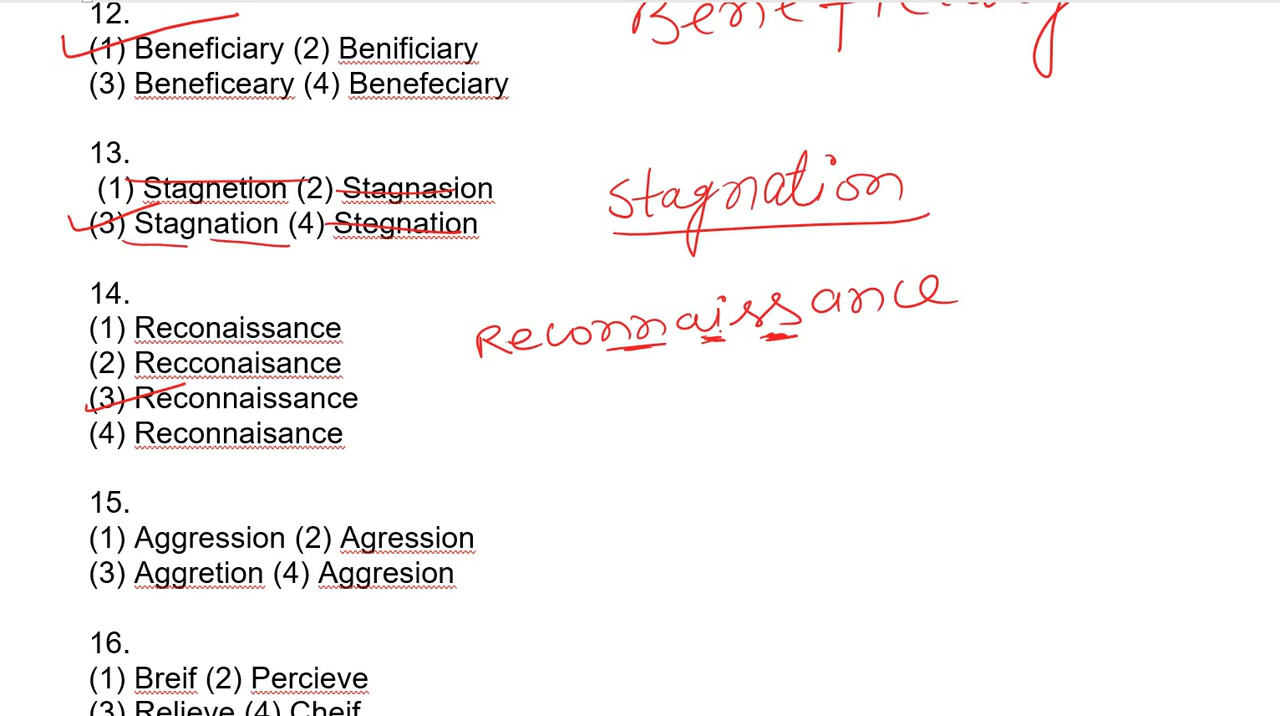 12.
(1) Beneficiary (2) Benificiary
(3) Beneficeary (4) Benefeciary
13.
(1) Stagnetion (2) Stagnasion
(3) Stagnation (4) Stegnation
Stagnation
14.
(1) Reconaissance
Reconnaissance
(2) Recconaisance
(3) Reconnaissance
(4) Reconnaisance
15.
(1) Aggression (2) Agression
(3) Aggretion (4) Aggresion
16.
(1) Breif (2) Percieve
(3) Relieve (4) Cheif